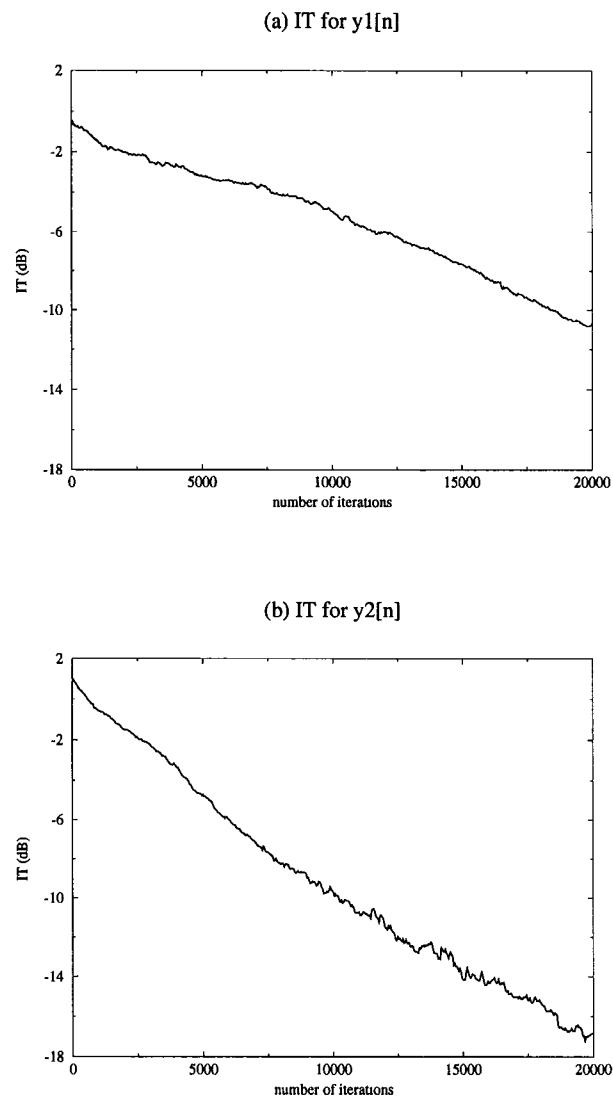 (a) IT for y1[n]
2
-2
-6
-10
-14
-18
IT (dB)
0 5000 10000 15000 20000
number of iterations
(b) IT for y2[n]
2
-2
-6
-10
-14
-18
IT (dB)
0 5000 10000 15000 20000
number of iterations